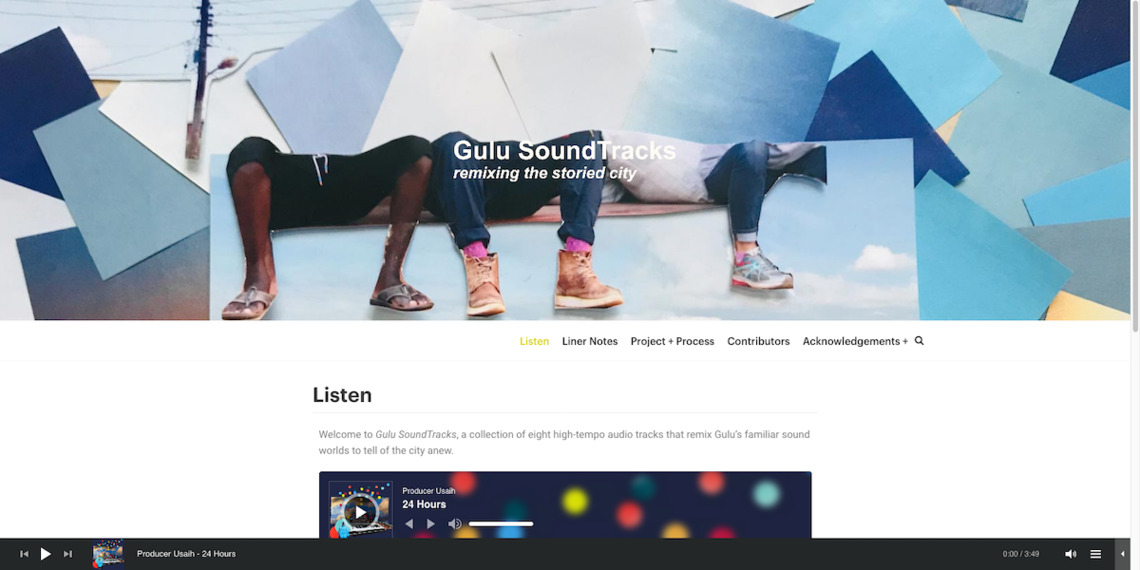 Gulu SoundTracks
remixing the storied city
Listen Liner Notes Project + Process Contributors Acknowledgements +
Listen
Welcome to Gulu SoundTracks, a collection of eight high-tempo audio tracks that remix Gulu's familiar sound
worlds to tell of the city anew.
Producer Usaih
24 Hours
Producer Usaih - 24 Hours
0:00 / 3:49